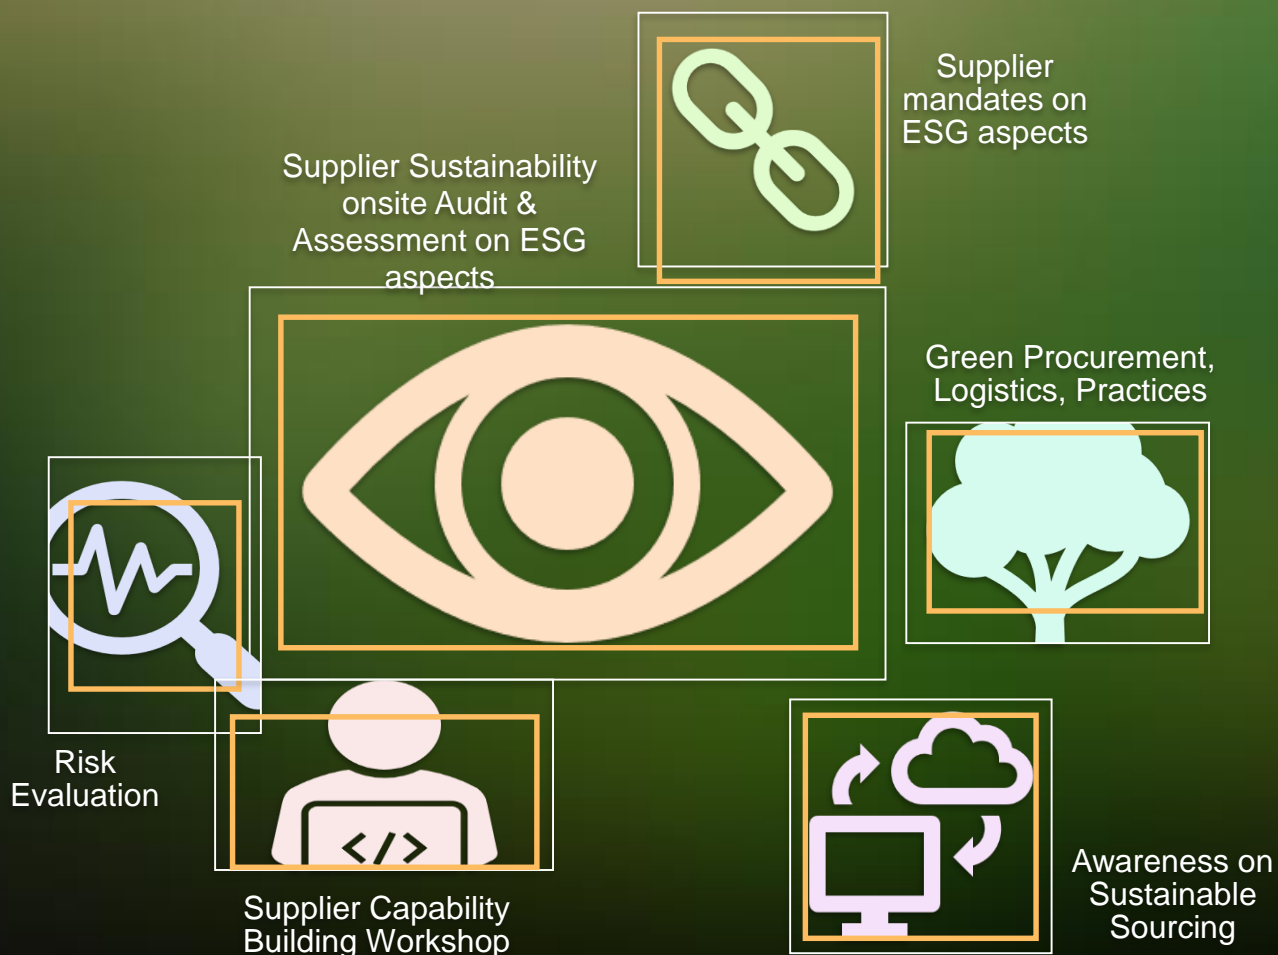 Supplier
mandates on
ESG aspects
Supplier Sustainability
onsite Audit &
Assessment on ESG
aspects
Green Procurement,
Logistics, Practices
Risk
Evaluation
</>
Supplier Capability
Building Workshop
Awareness on
Sustainable
Sourcing